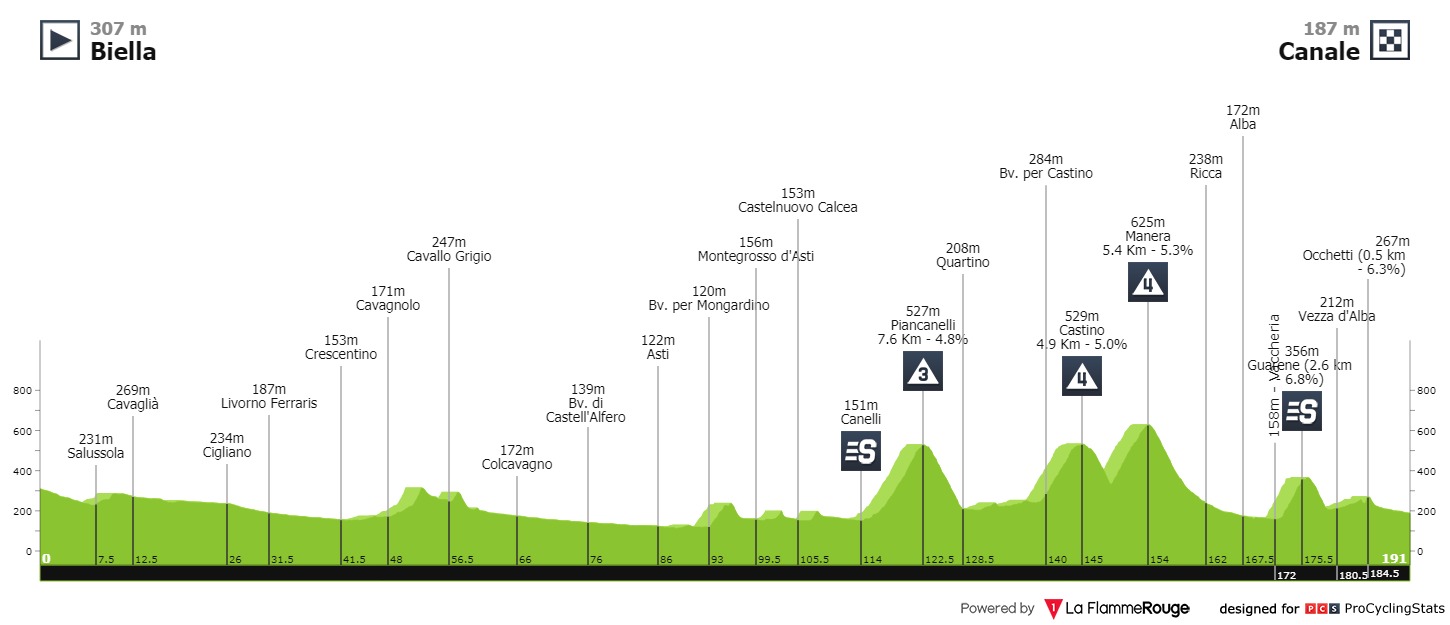 307 m
Biella
187 m
Canale
231m
Salussola
269m
Cavaglià
234m
Cigliano
187m
Livorno Ferraris
153m
Crescentino
171m
Cavagnolo
247m
Cavallo Grigio
172m
Colcavagno
139m
Bv. di
Castell'Alfero
122m
Asti
120m
Bv. per Mongardino
156m
Montegrosso d'Asti
153m
Castelnuovo Calcea
151m
Canelli
S
527m
Piancanelli
7.6 Km - 4.8%
3
208m
Quartino
284m
Bv. per Castino
529m
Castino
4.9 Km - 5.0%
4
625m
Manera
5.4 Km - 5.3%
4
238m
Ricca
172m
Alba
158m - Vaccheria
356m
Guarene (2.6 km
- 6.8%)
S
212m
Vezza d'Alba
267m
Occhetti (0.5 km
- 6.3%)
800
600
400
200
0
800
600
400
200
0
0 7.5 12.5 26 31.5 41.5 48 56.5 66 76 86 93 99.5 105.5 114 122.5 128.5 140 145 154 162 167.5 175.5 191
172 180.5 184.5
Powered by 1 La FlammeRouge designed for PCS ProCyclingStats